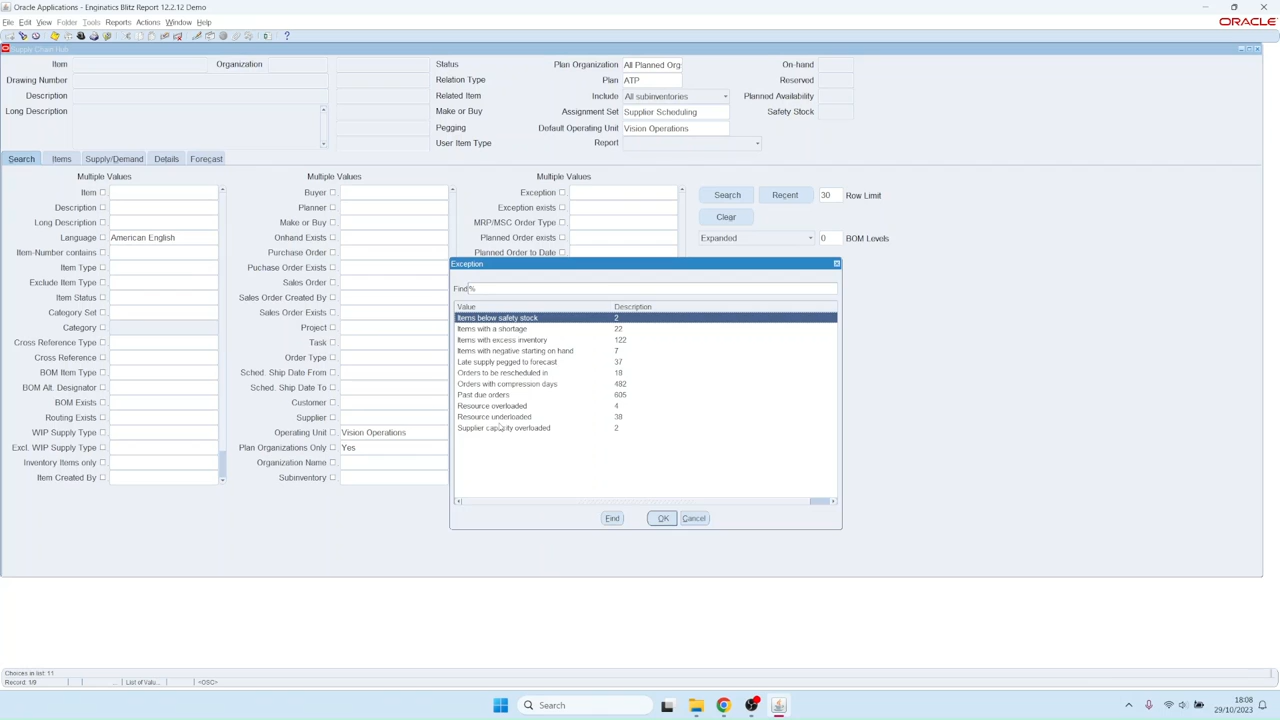 Oracle Applications - Enginatics Blitz Report 12.2.12 Demo
File Edit View Folder Tools Reports Actions Window Help
ORACLE
Supply Chain Hub
Item Organization Status Plan Organization All Planned Org On-hand
Drawing Number Relation Type Plan ATP Reserved
Description Related Item Include All subinventories Planned Availability
Long Description Make or Buy Assignment Set Supplier Scheduling Safety Stock
Pegging Default Operating Unit Vision Operations
User Item Type Report
Search Items Supply/Demand Details Forecast
Multiple Values Multiple Values Multiple Values
Item Buyer Exception Search Recent 30 Row Limit
Description Planner Exception exists
Long Description Make or Buy MRP/MSC Order Type Clear
Language American English Onhand Exists Planned Order exists Expanded 0 BOM Levels
Item-Number contains Purchase Order Planned Order to Date
Item Type Puchase Order Exists
Exclude Item Type Sales Order
Item Status Sales Order Created By
Category Set Sales Order Exists
Category Project
Cross Reference Type Task
Cross Reference Order Type
BOM Item Type Sched. Ship Date From
BOM Alt. Designator Sched. Ship Date To
BOM Exists Customer
Routing Exists Supplier
WIP Supply Type Operating Unit Vision Operations
Excl. WIP Supply Type Plan Organizations Only Yes
Inventory Items only Organization Name
Item Created By Subinventory
Exception
Find %
Value Description
Items below safety stock 2
Items with a shortage 22
Items with excess inventory 122
Items with negative starting on hand 7
Late supply pegged to forecast 37
Orders to be rescheduled in 18
Orders with compression days 482
Past due orders 605
Resource overloaded 4
Resource underloaded 38
Supplier capacity overloaded 2
Find OK Cancel
Choices in list: 11
Record: 1/9 ... List of Valu... <OSC>
Search
18:08
29/10/2023